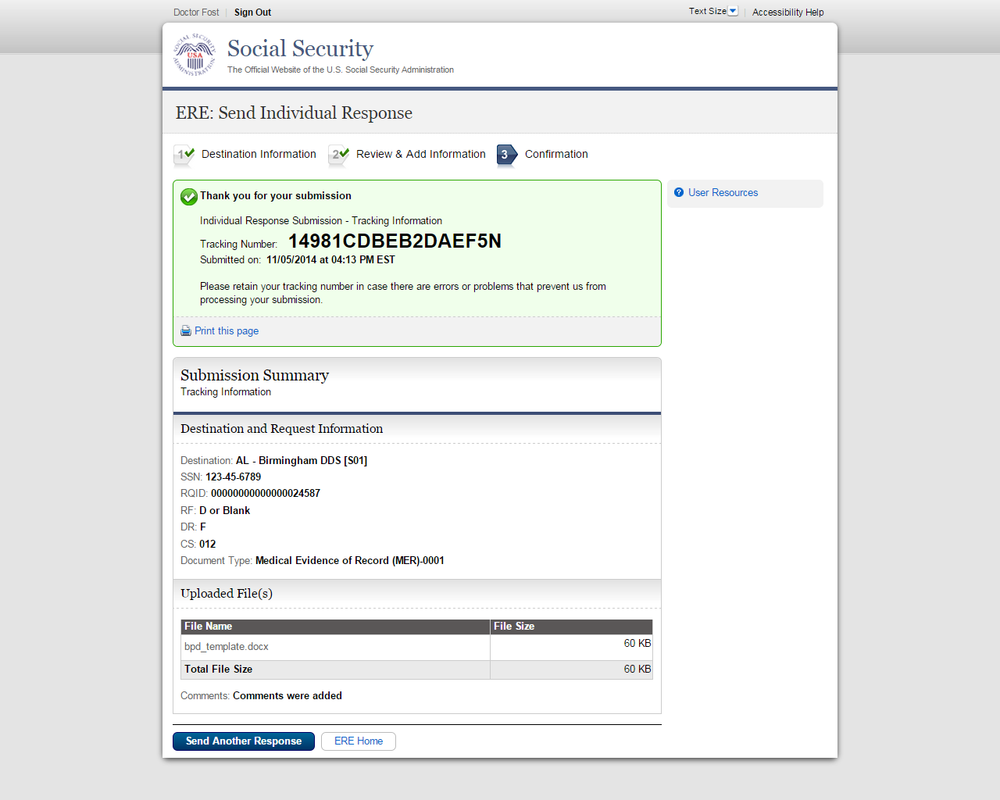 Doctor Fost | Sign Out
Text Size | Accessibility Help
SOCIAL SECURITY ADMINISTRATION
USA
Social Security
The Official Website of the U.S. Social Security Administration
ERE: Send Individual Response
1 Destination Information 2 Review & Add Information 3 Confirmation
Thank you for your submission
Individual Response Submission - Tracking Information
Tracking Number: 14981CDBEB2DAEF5N
Submitted on: 11/05/2014 at 04:13 PM EST
Please retain your tracking number in case there are errors or problems that prevent us from
processing your submission.
Print this page
? User Resources
Submission Summary
Tracking Information
Destination and Request Information
Destination: AL - Birmingham DDS [S01]
SSN: 123-45-6789
RQID: 00000000000000024587
RF: D or Blank
DR: F
CS: 012
Document Type: Medical Evidence of Record (MER)-0001
Uploaded File(s)
File Name File Size
bpd_template.docx 60 KB
Total File Size 60 KB
Comments: Comments were added
Send Another Response ERE Home